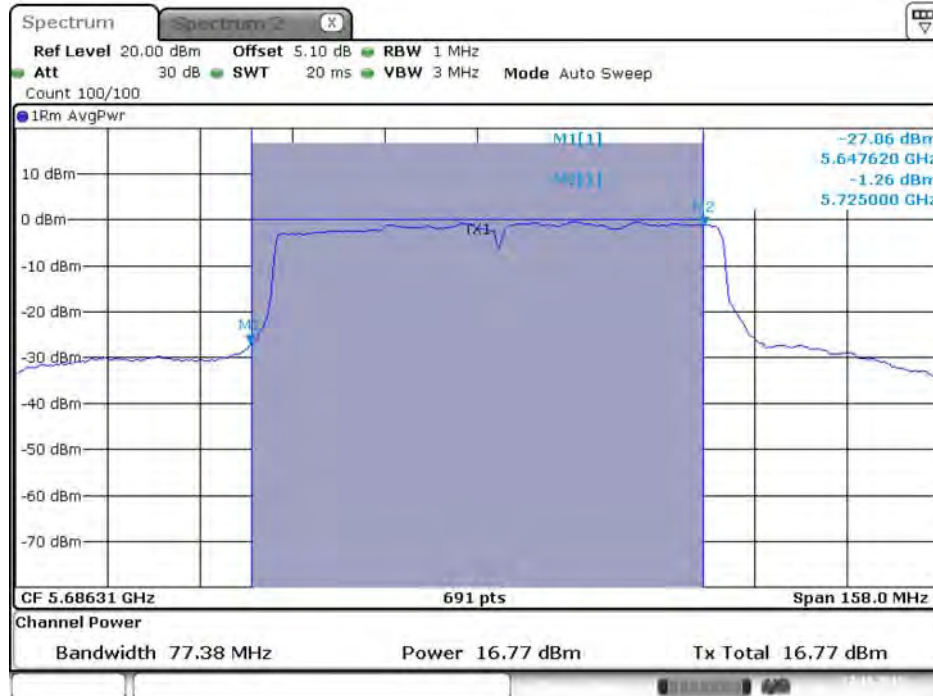 Spectrum Spectrum 2 X
Ref Level 20.00 dBm Offset 5.10 dB RBW 1 MHz
Att 30 dB SWT 20 ms VBW 3 MHz Mode Auto Sweep
Count 100/100
1Rm AvgPwr
M1[1] -27.06 dBm
5.647620 GHz
10 dBm M2[1] -1.26 dBm
5.725000 GHz
M2
0 dBm
TX1
-10 dBm
-20 dBm
M1
-30 dBm
-40 dBm
-50 dBm
-60 dBm
-70 dBm
CF 5.68631 GHz 691 pts Span 158.0 MHz
Channel Power
Bandwidth 77.38 MHz Power 16.77 dBm Tx Total 16.77 dBm